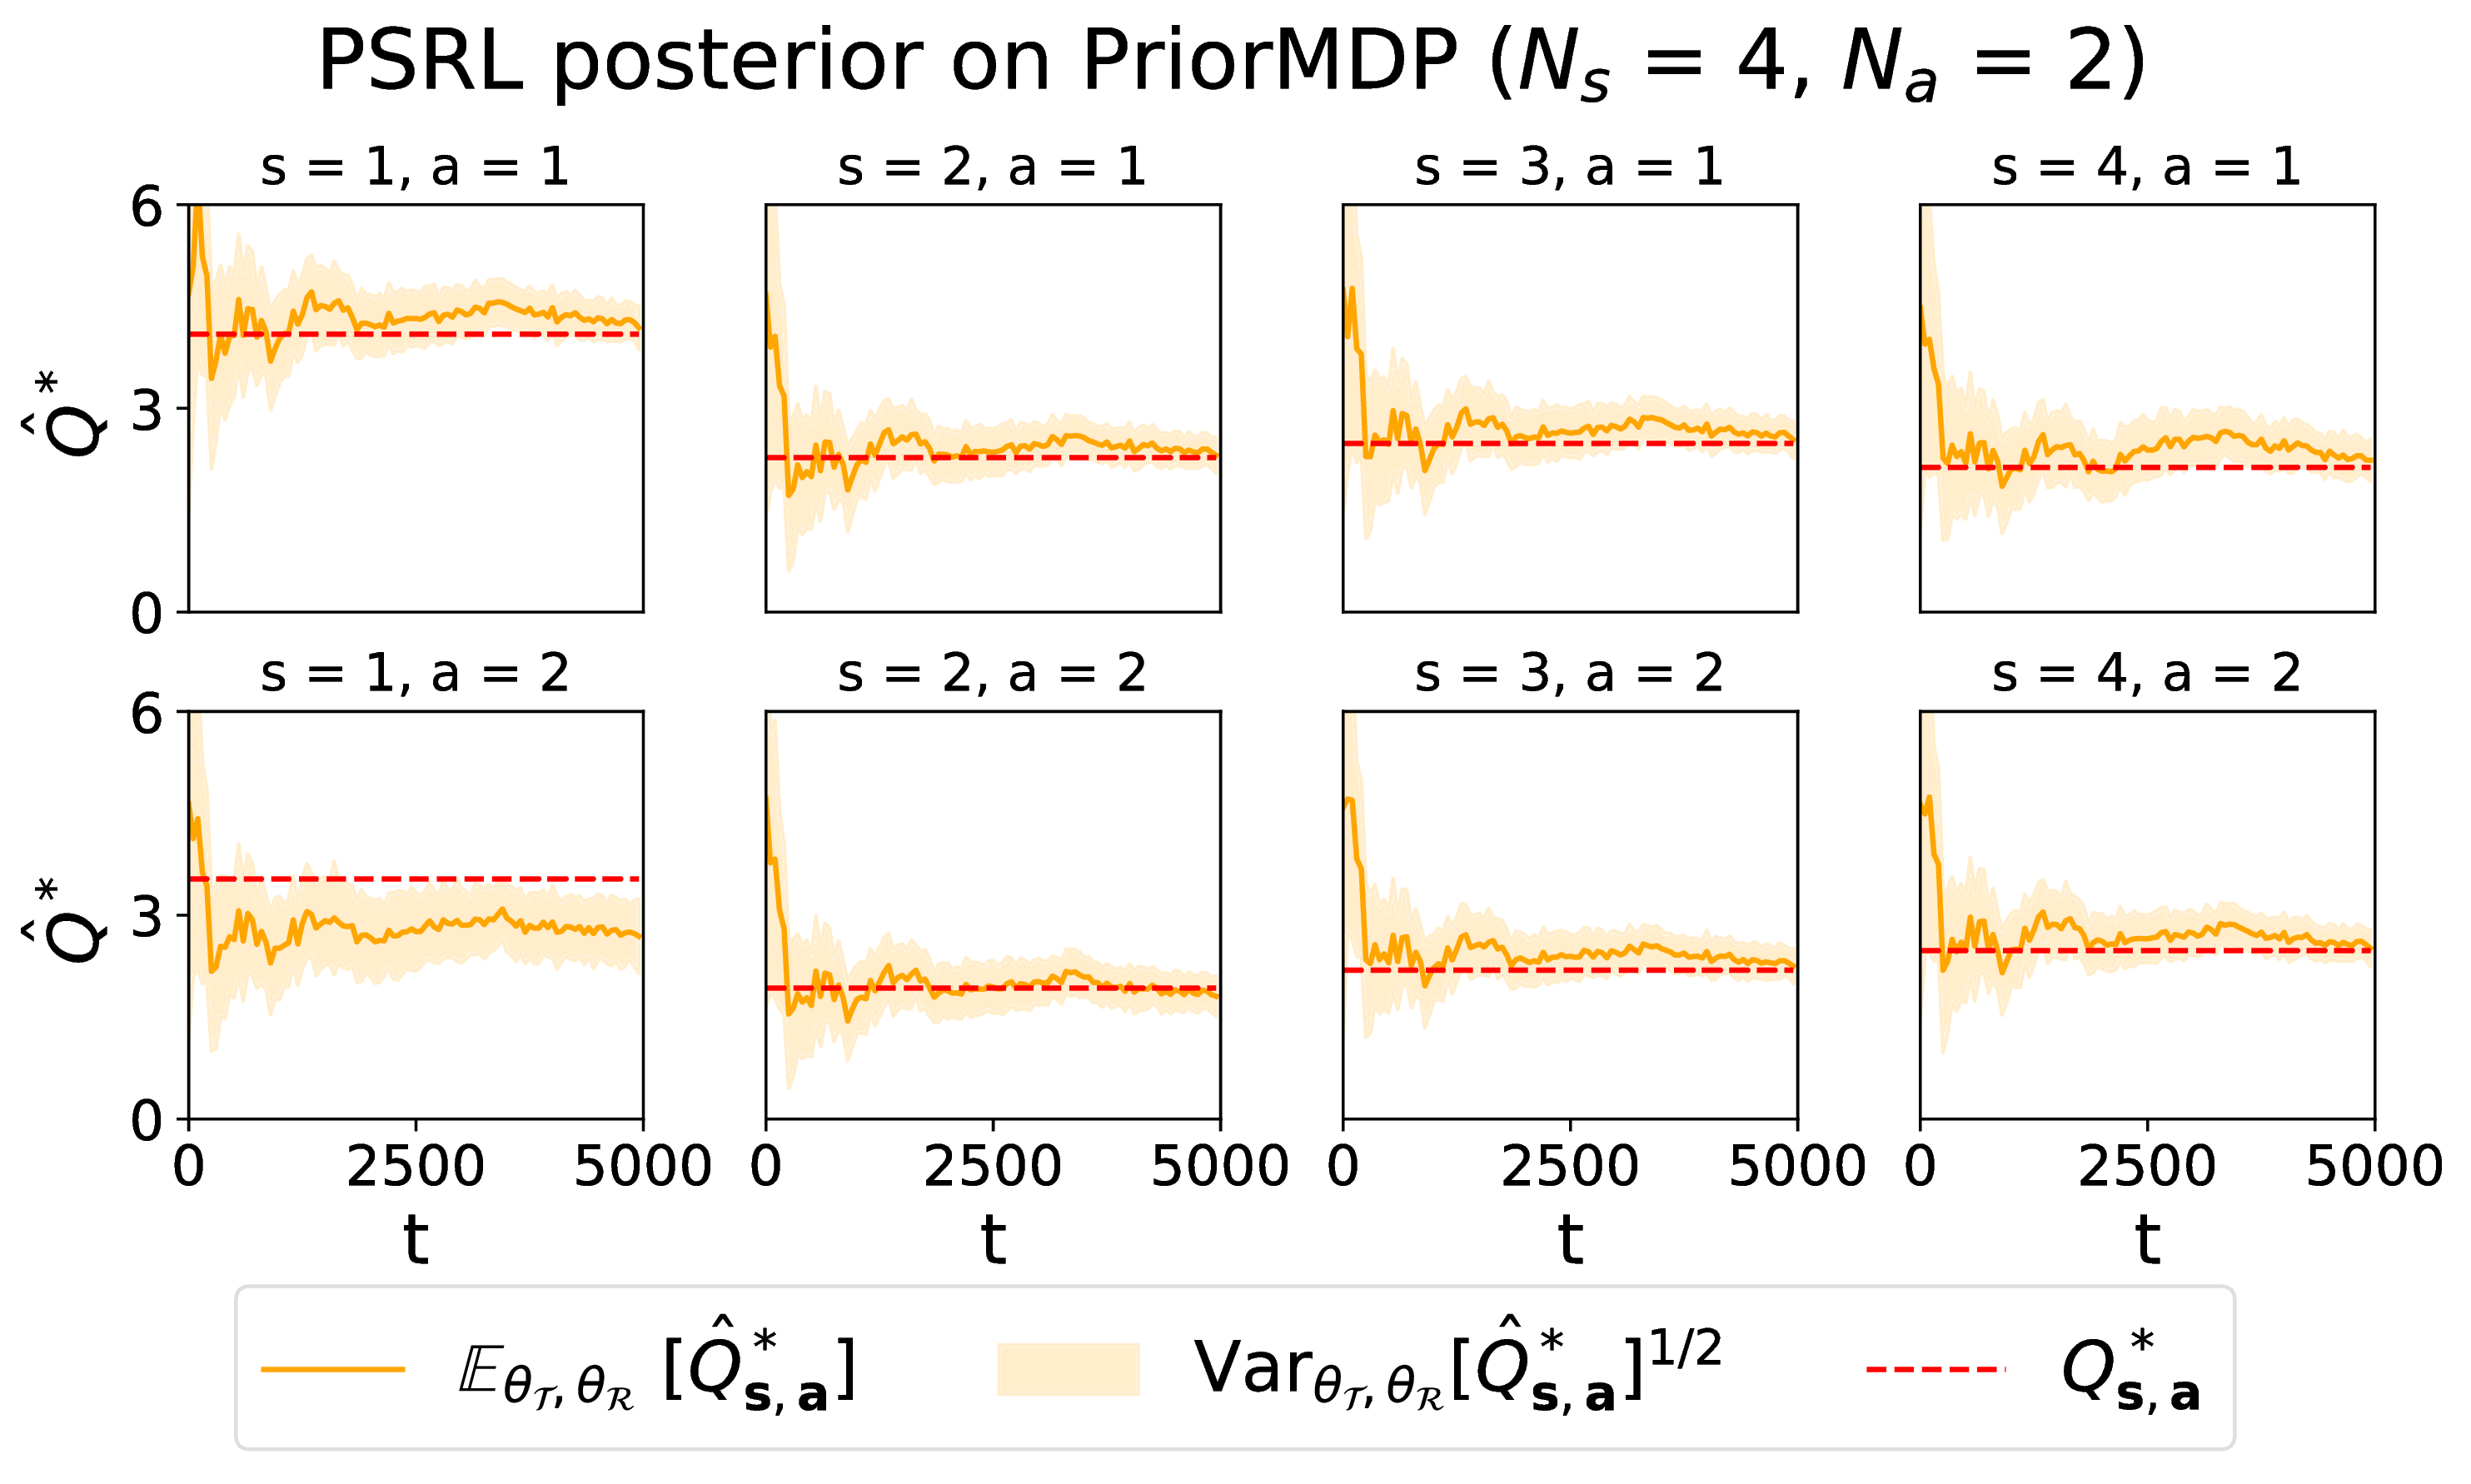 PSRL posterior on PriorMDP (Nₛ = 4, Nₐ = 2)
s = 1, a = 1
s = 2, a = 1
s = 3, a = 1
s = 4, a = 1
6
3
0
Q̂*
s = 1, a = 2
s = 2, a = 2
s = 3, a = 2
s = 4, a = 2
6
3
0
Q̂*
0 2500 5000
0 2500 5000
0 2500 5000
0 2500 5000
t
t
t
t
𝔼_{θ_𝒯, θ_ℛ} [Q̂*_{s,a}]
Var_{θ_𝒯, θ_ℛ}[Q̂*_{s,a}]^{1/2}
Q*_{s,a}